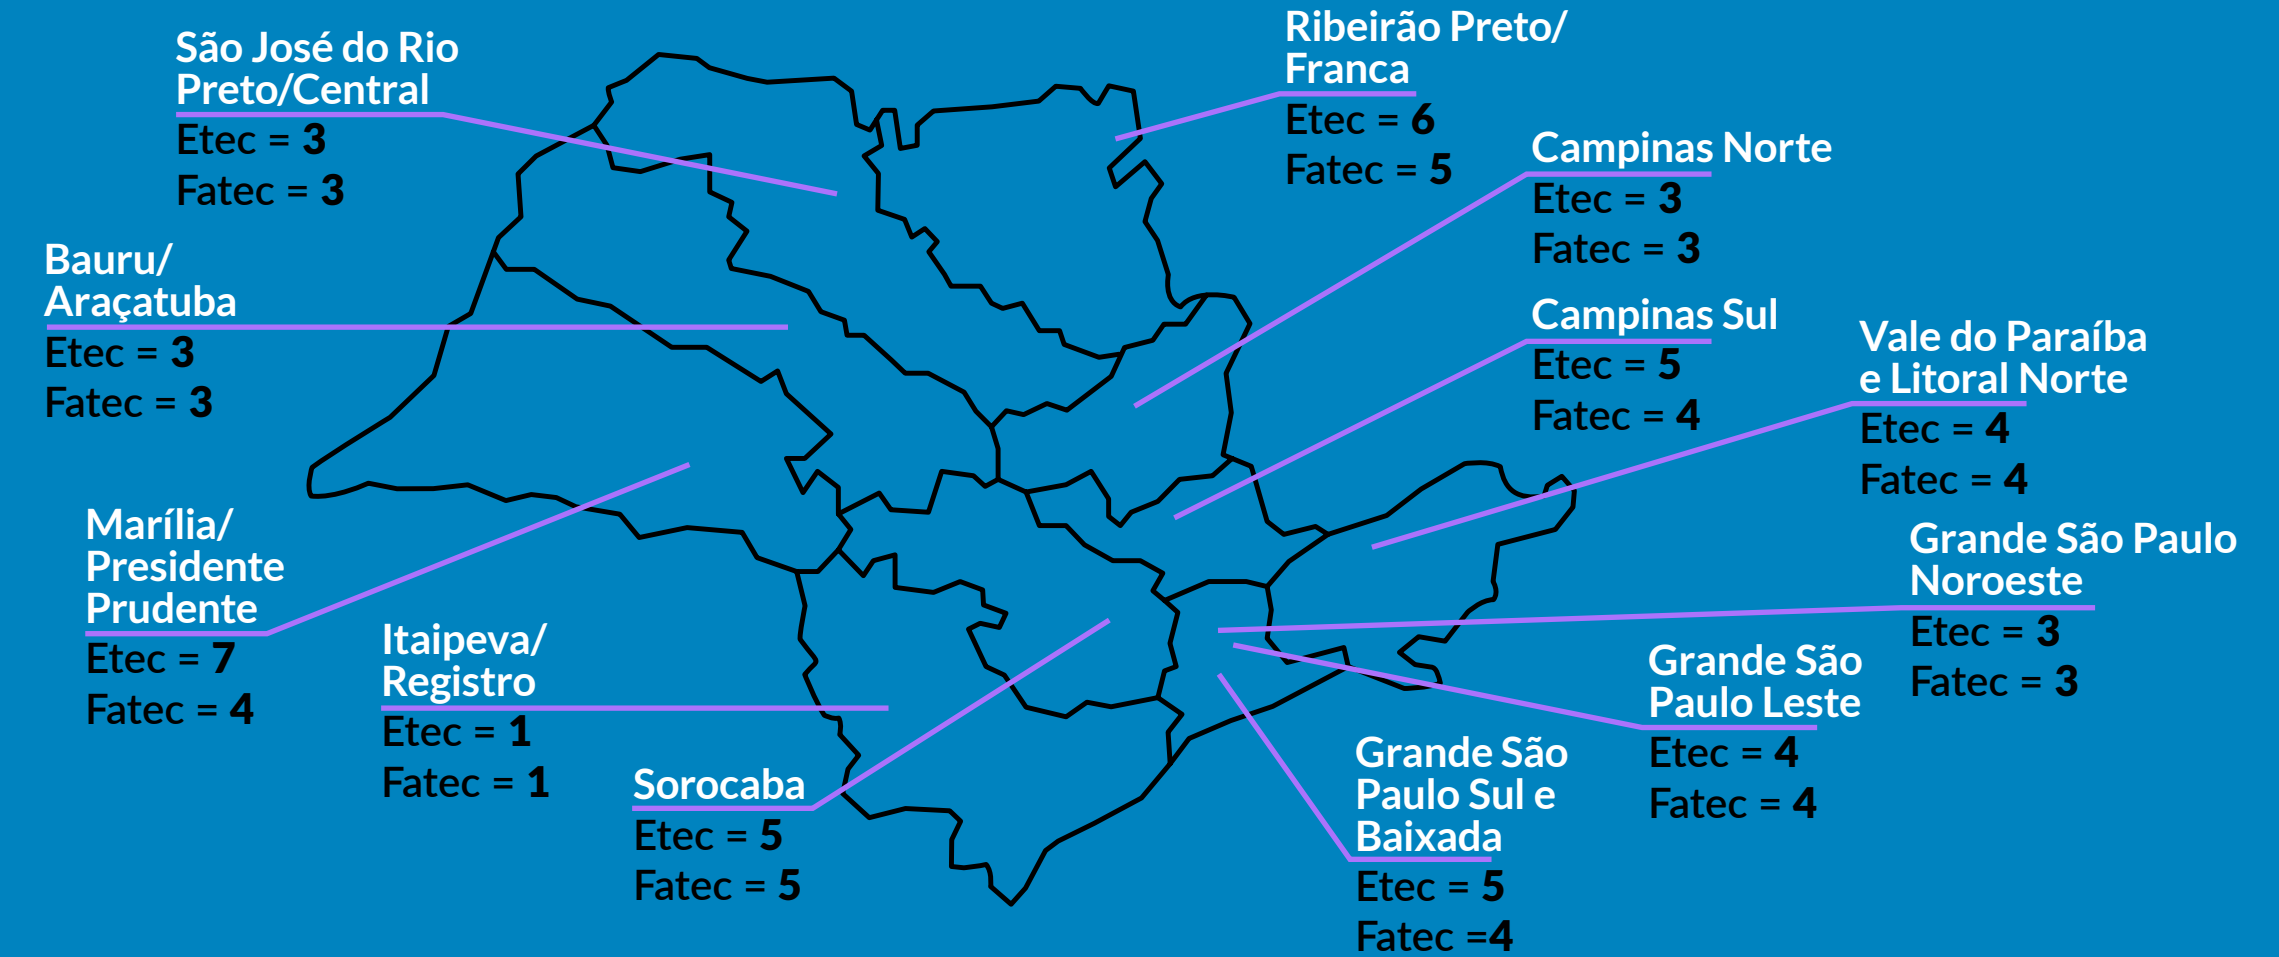 São José do Rio
Preto/Central
Etec = 3
Fatec = 3
Ribeirão Preto/
Franca
Etec = 6
Fatec = 5
Campinas Norte
Etec = 3
Fatec = 3
Bauru/
Araçatuba
Etec = 3
Fatec = 3
Campinas Sul
Etec = 5
Fatec = 4
Vale do Paraíba
e Litoral Norte
Etec = 4
Fatec = 4
Marília/
Presidente
Prudente
Etec = 7
Fatec = 4
Grande São Paulo
Noroeste
Etec = 3
Fatec = 3
Itaipeva/
Registro
Etec = 1
Fatec = 1
Grande São
Paulo Leste
Etec = 4
Fatec = 4
Sorocaba
Etec = 5
Fatec = 5
Grande São
Paulo Sul e
Baixada
Etec = 5
Fatec =4